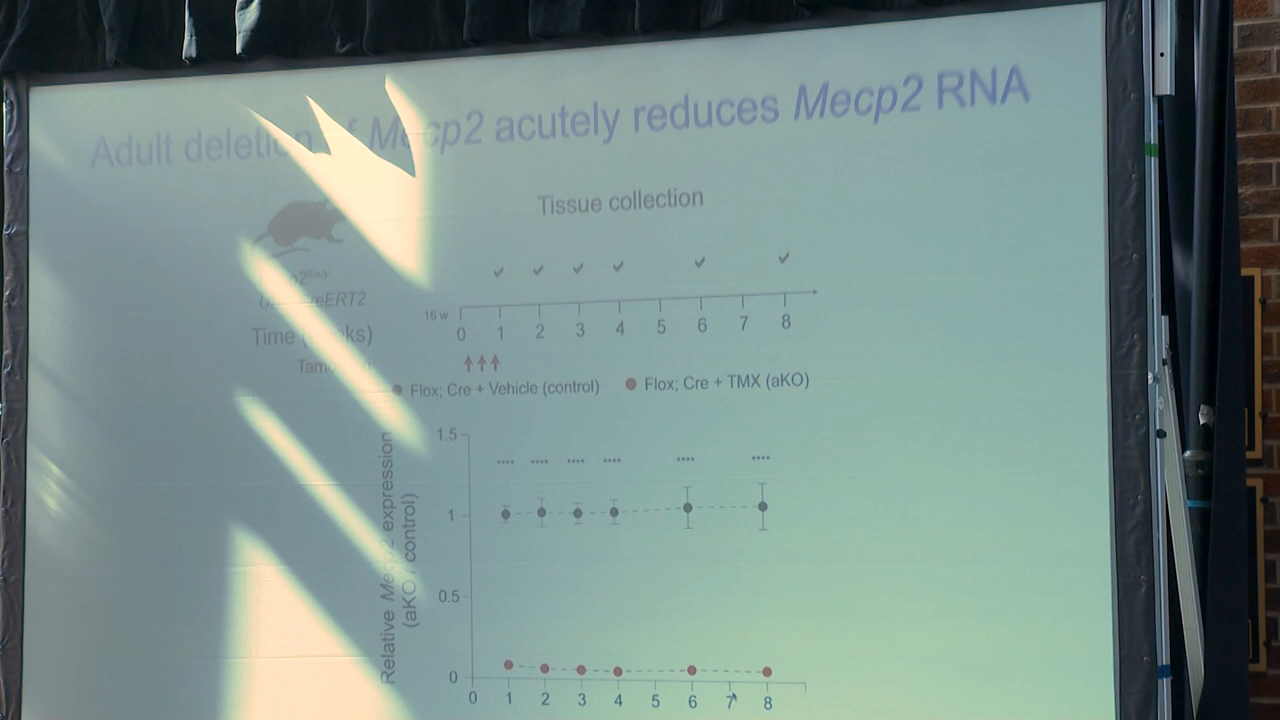 Adult deletion of Mecp2 acutely reduces Mecp2 RNA
Tissue collection
16 w
0 1 2 3 4 5 6 7 8
Flox; Cre + Vehicle (control) Flox; Cre + TMX (aKO)
Relative Mecp2 expression
(aKO / control)
1.5
**** **** **** **** **** ****
1
0.5
0
0 1 2 3 4 5 6 7 8